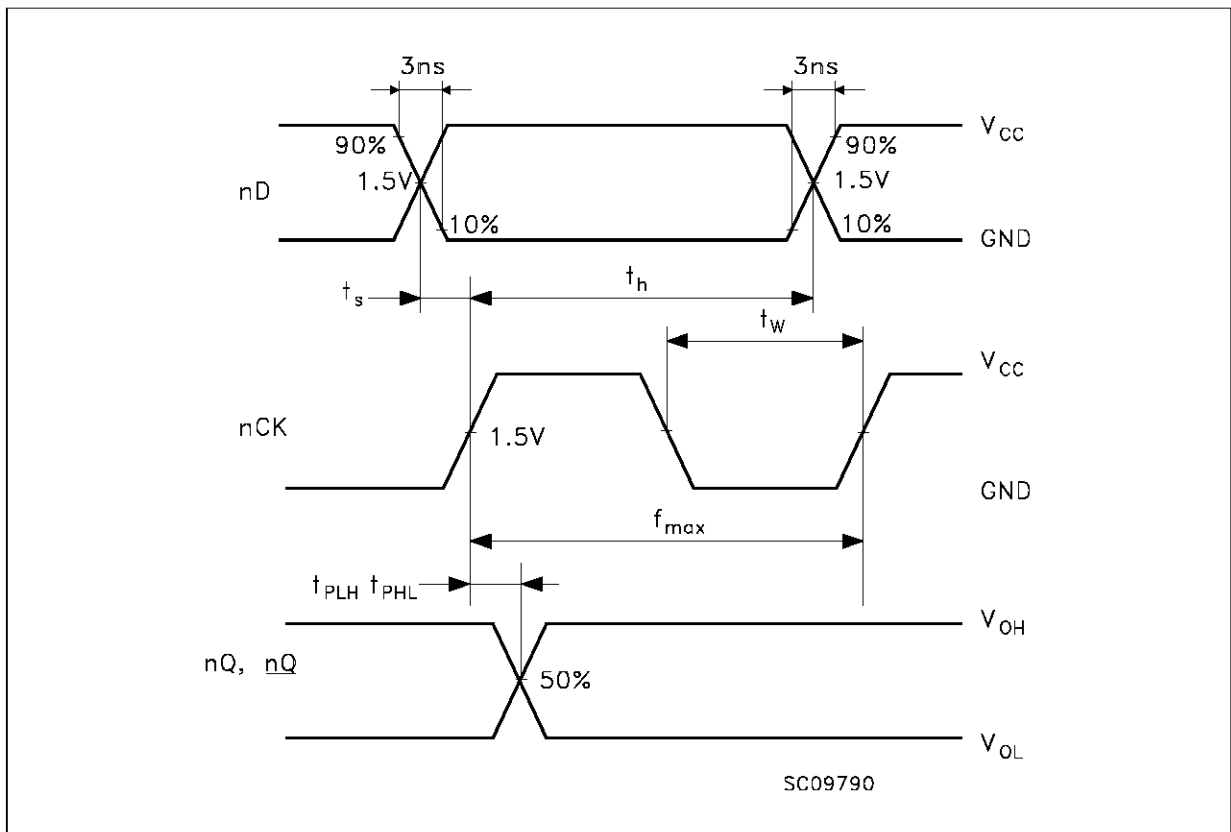 3ns 3ns
V_CC
90% 90%
1.5V 1.5V
nD
10% 10%
GND
t_s t_h
t_W
V_CC
nCK 1.5V
GND
f_max
t_PLH t_PHL
V_OH
nQ, nQ
50%
V_OL
SC09790